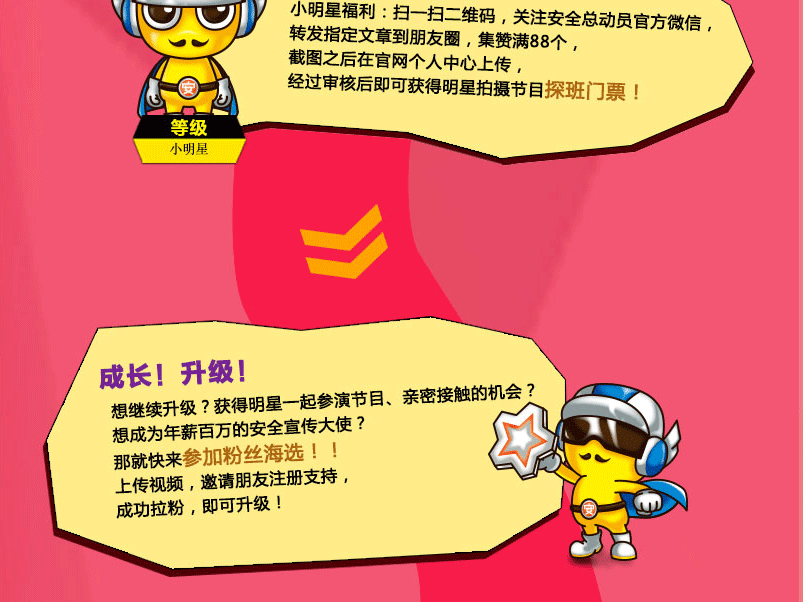 小明星福利：扫一扫二维码，关注安全总动员官方微信，
转发指定文章到朋友圈，集赞满88个，
截图之后在官网个人中心上传，
经过审核后即可获得明星拍摄节目探班门票！
安
等级
小明星
成长！升级！
想继续升级？获得明星一起参演节目、亲密接触的机会？
想成为年薪百万的安全宣传大使？
那就快来参加粉丝海选！！
上传视频，邀请朋友注册支持，
成功拉粉，即可升级！
安